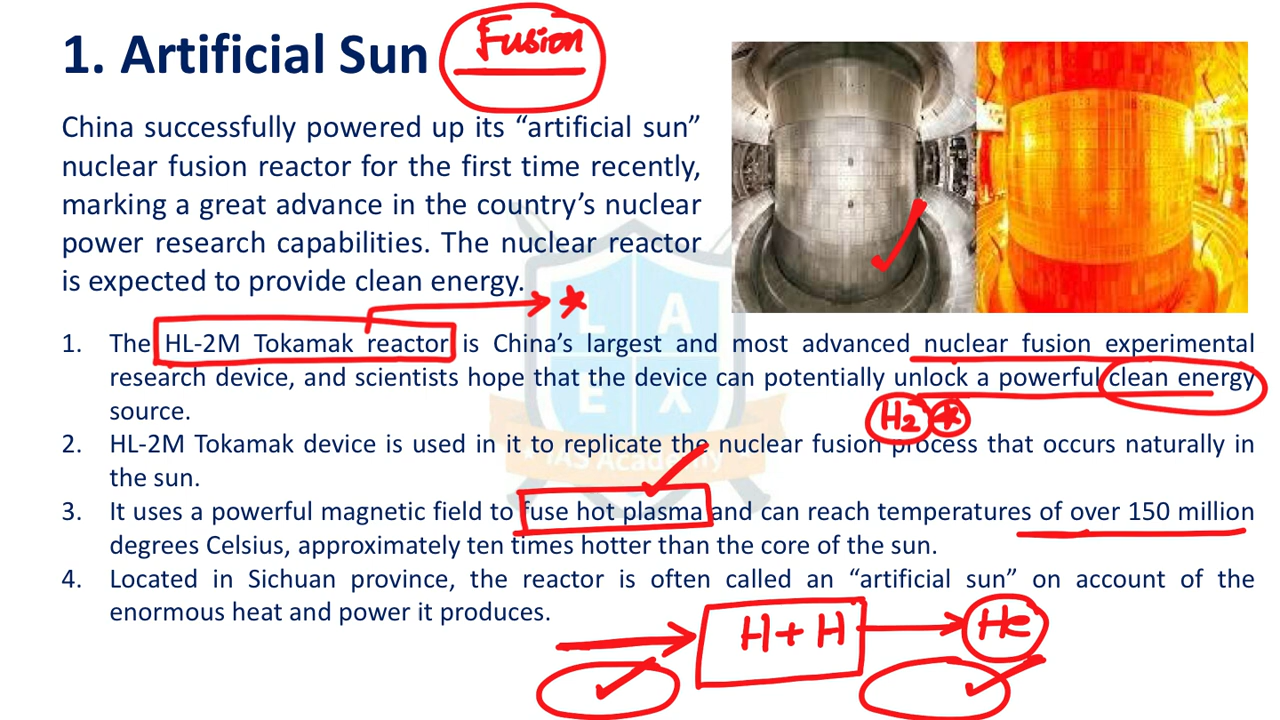 1. Artificial Sun Fusion
China successfully powered up its “artificial sun”
nuclear fusion reactor for the first time recently,
marking a great advance in the country’s nuclear
power research capabilities. The nuclear reactor
is expected to provide clean energy.
1. The HL-2M Tokamak reactor is China’s largest and most advanced nuclear fusion experimental
research device, and scientists hope that the device can potentially unlock a powerful clean energy
source.
H2 *
2. HL-2M Tokamak device is used in it to replicate the nuclear fusion process that occurs naturally in
the sun.
3. It uses a powerful magnetic field to fuse hot plasma and can reach temperatures of over 150 million
degrees Celsius, approximately ten times hotter than the core of the sun.
4. Located in Sichuan province, the reactor is often called an “artificial sun” on account of the
enormous heat and power it produces.
H+H He
L A
E X
IAS Academy